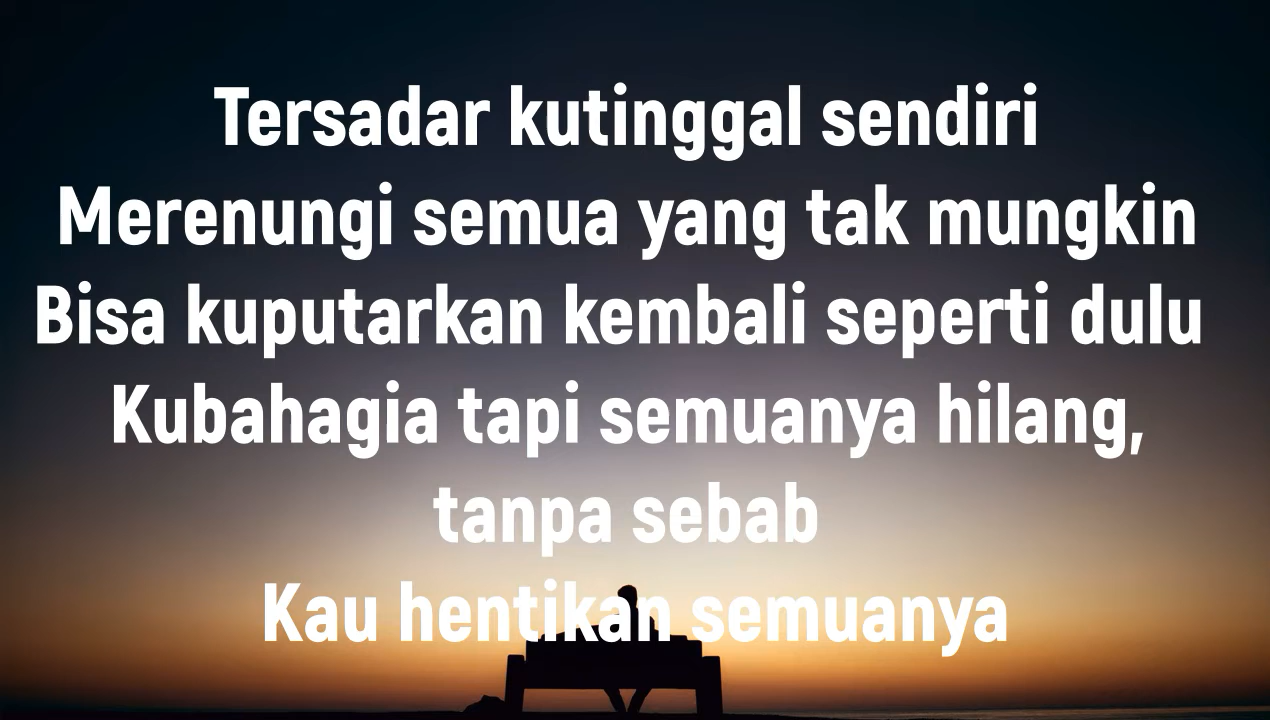 Tersadar kutinggal sendiri
Merenungi semua yang tak mungkin
Bisa kuputarkan kembali seperti dulu
Kubahagia tapi semuanya hilang,
tanpa sebab
Kau hentikan semuanya